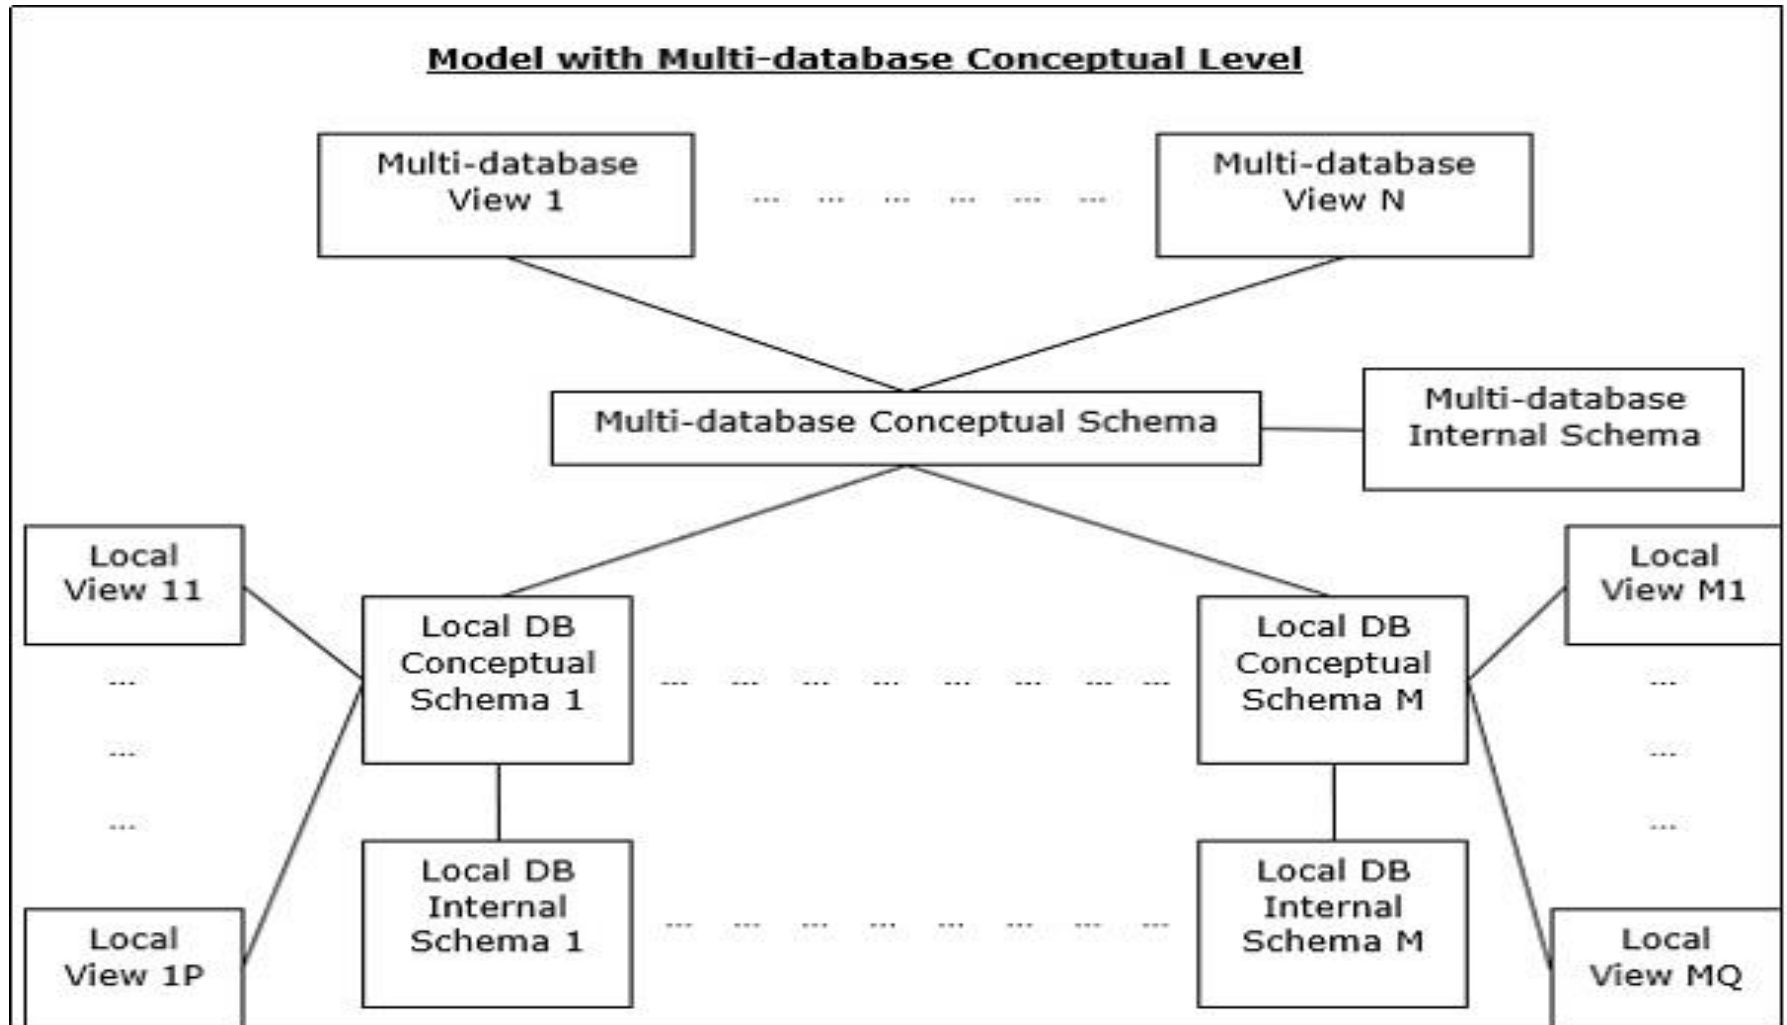 Model with Multi-database Conceptual Level
Multi-database
View 1
... ... ... ... ... ...
Multi-database
View N
Multi-database Conceptual Schema
Multi-database
Internal Schema
Local
View 11
...
...
...
Local
View 1P
Local DB
Conceptual
Schema 1
... ... ... ... ... ... ... ...
Local DB
Conceptual
Schema M
Local DB
Internal
Schema 1
... ... ... ... ... ... ... ...
Local DB
Internal
Schema M
Local
View M1
...
...
...
Local
View MQ